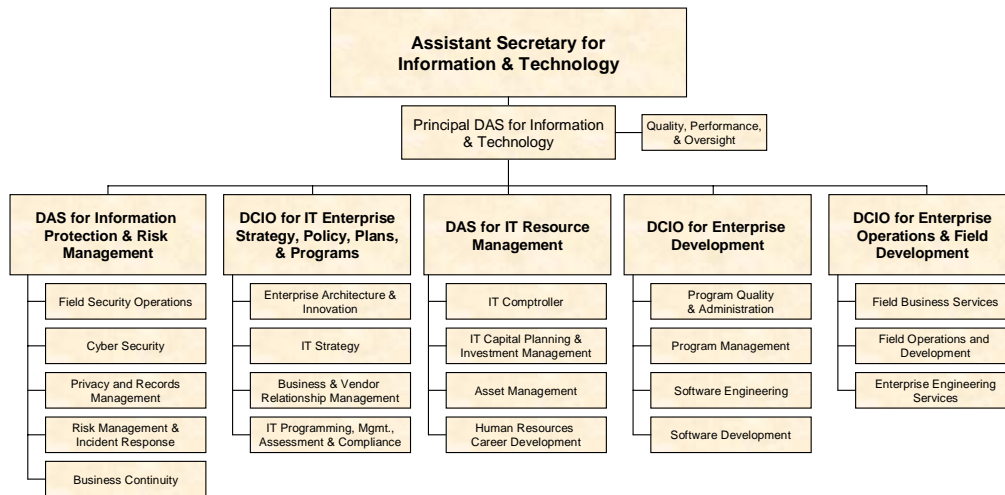 Assistant Secretary for
Information & Technology
Principal DAS for Information
& Technology
Quality, Performance,
& Oversight
DAS for Information
Protection & Risk
Management
Field Security Operations
Cyber Security
Privacy and Records
Management
Risk Management &
Incident Response
Business Continuity
DCIO for IT Enterprise
Strategy, Policy, Plans,
& Programs
Enterprise Architecture &
Innovation
IT Strategy
Business & Vendor
Relationship Management
IT Programming, Mgmt.,
Assessment & Compliance
DAS for IT Resource
Management
IT Comptroller
IT Capital Planning &
Investment Management
Asset Management
Human Resources
Career Development
DCIO for Enterprise
Development
Program Quality
& Administration
Program Management
Software Engineering
Software Development
DCIO for Enterprise
Operations & Field
Development
Field Business Services
Field Operations and
Development
Enterprise Engineering
Services